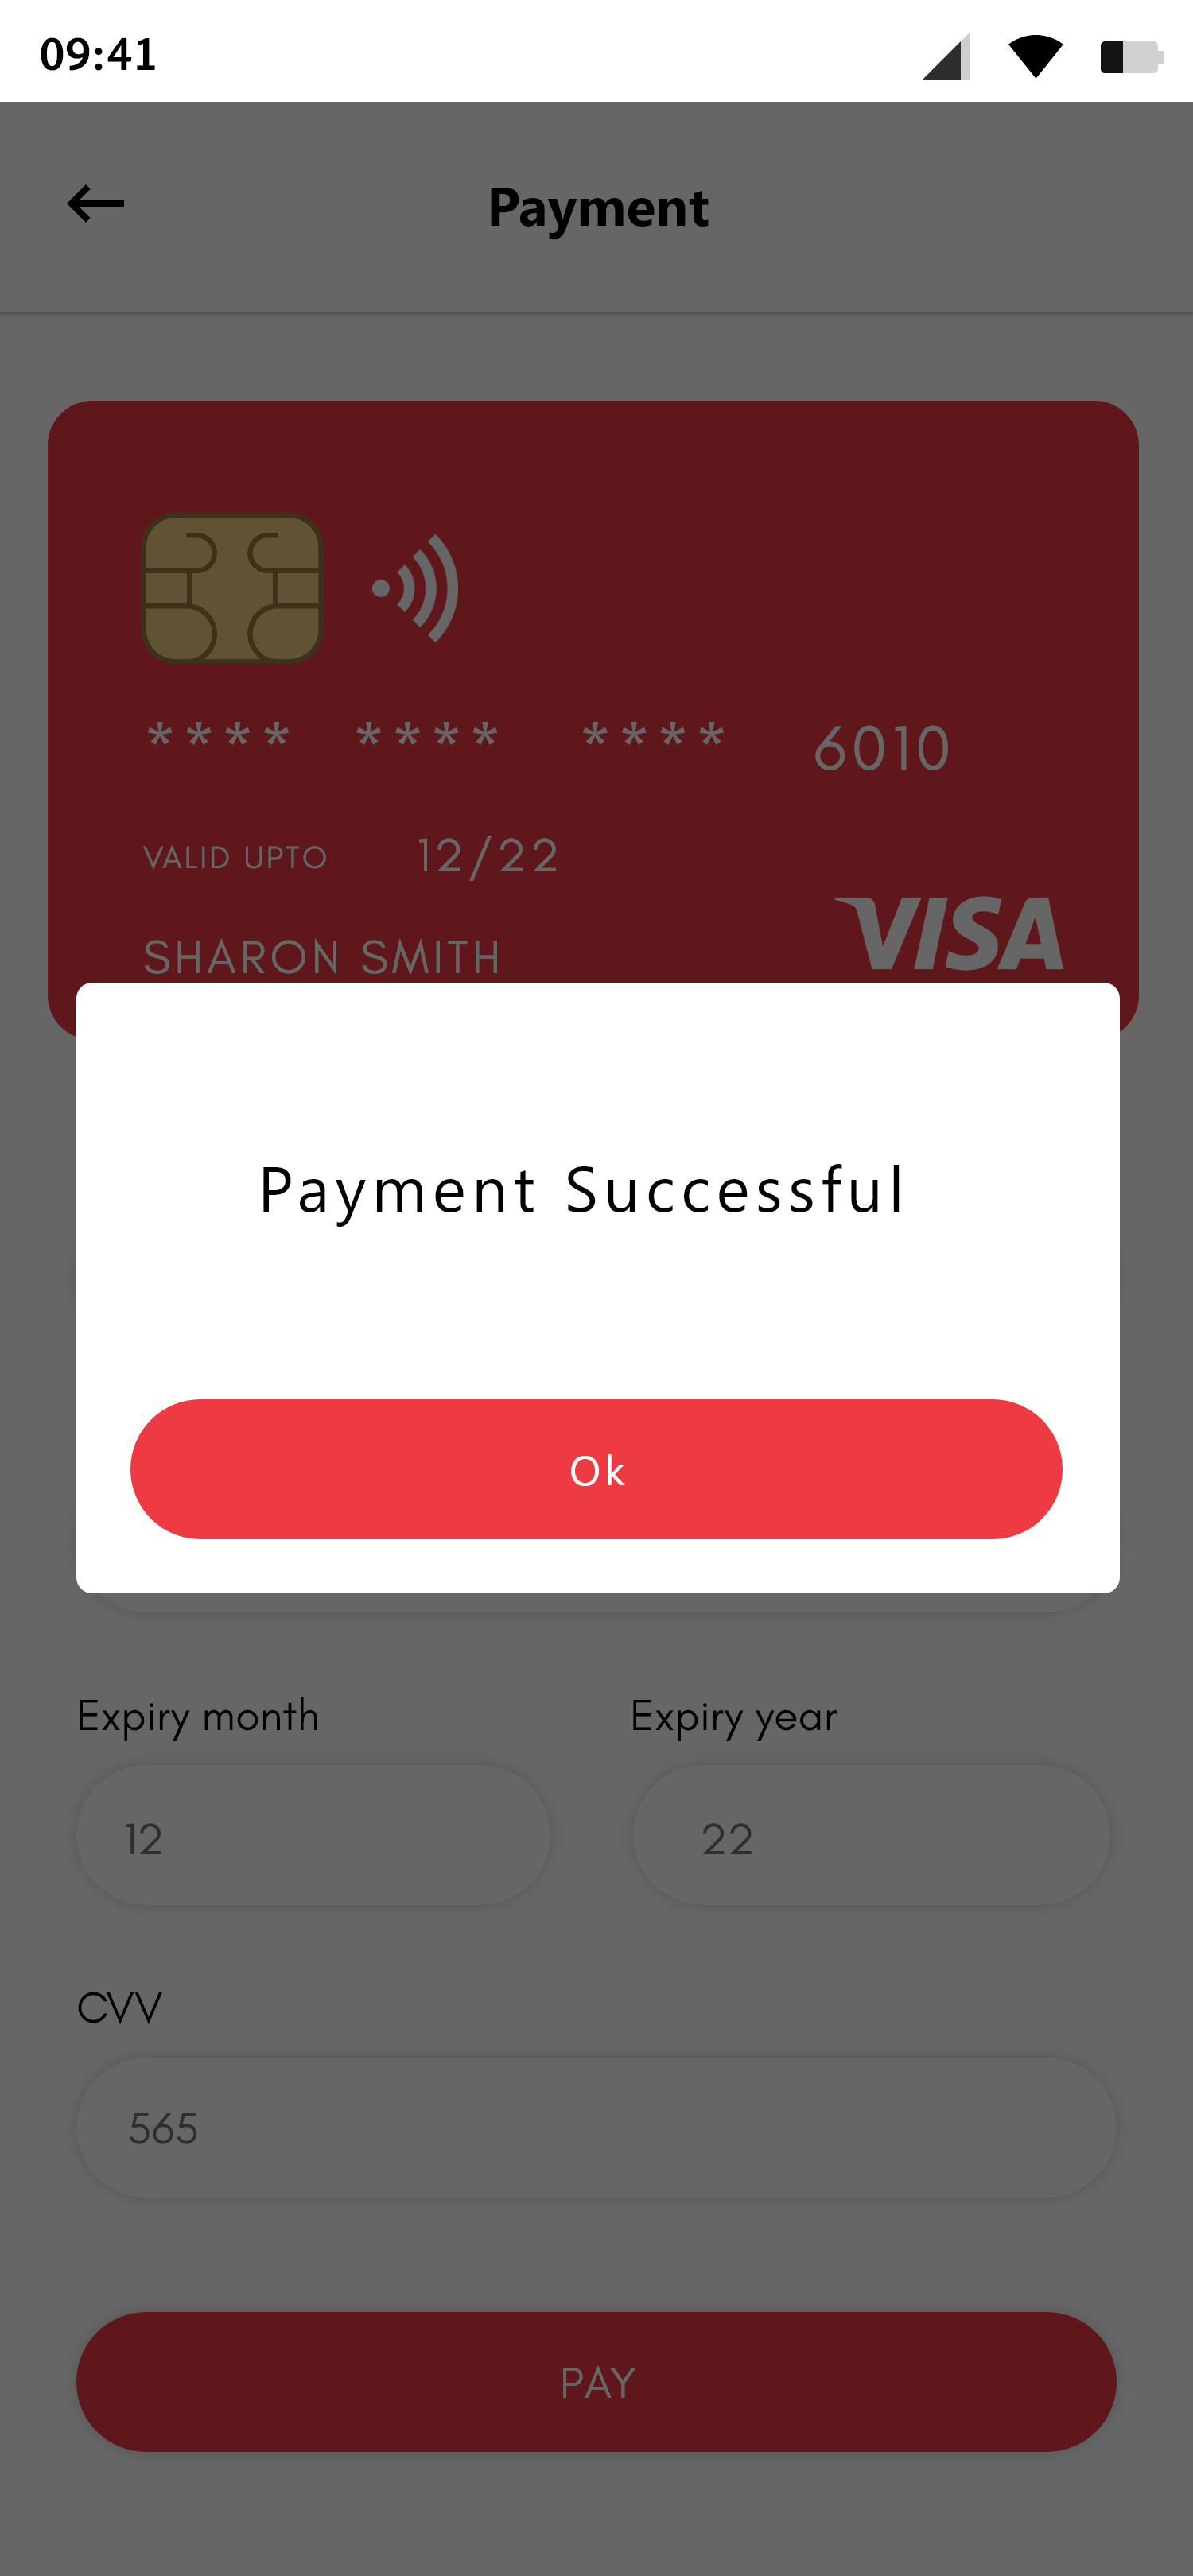 09:41
Payment
**** **** **** 6010
VALID UPTO 12/22
SHARON SMITH
VISA
Payment Successful
Ok
Expiry month
Expiry year
12
22
CVV
565
PAY